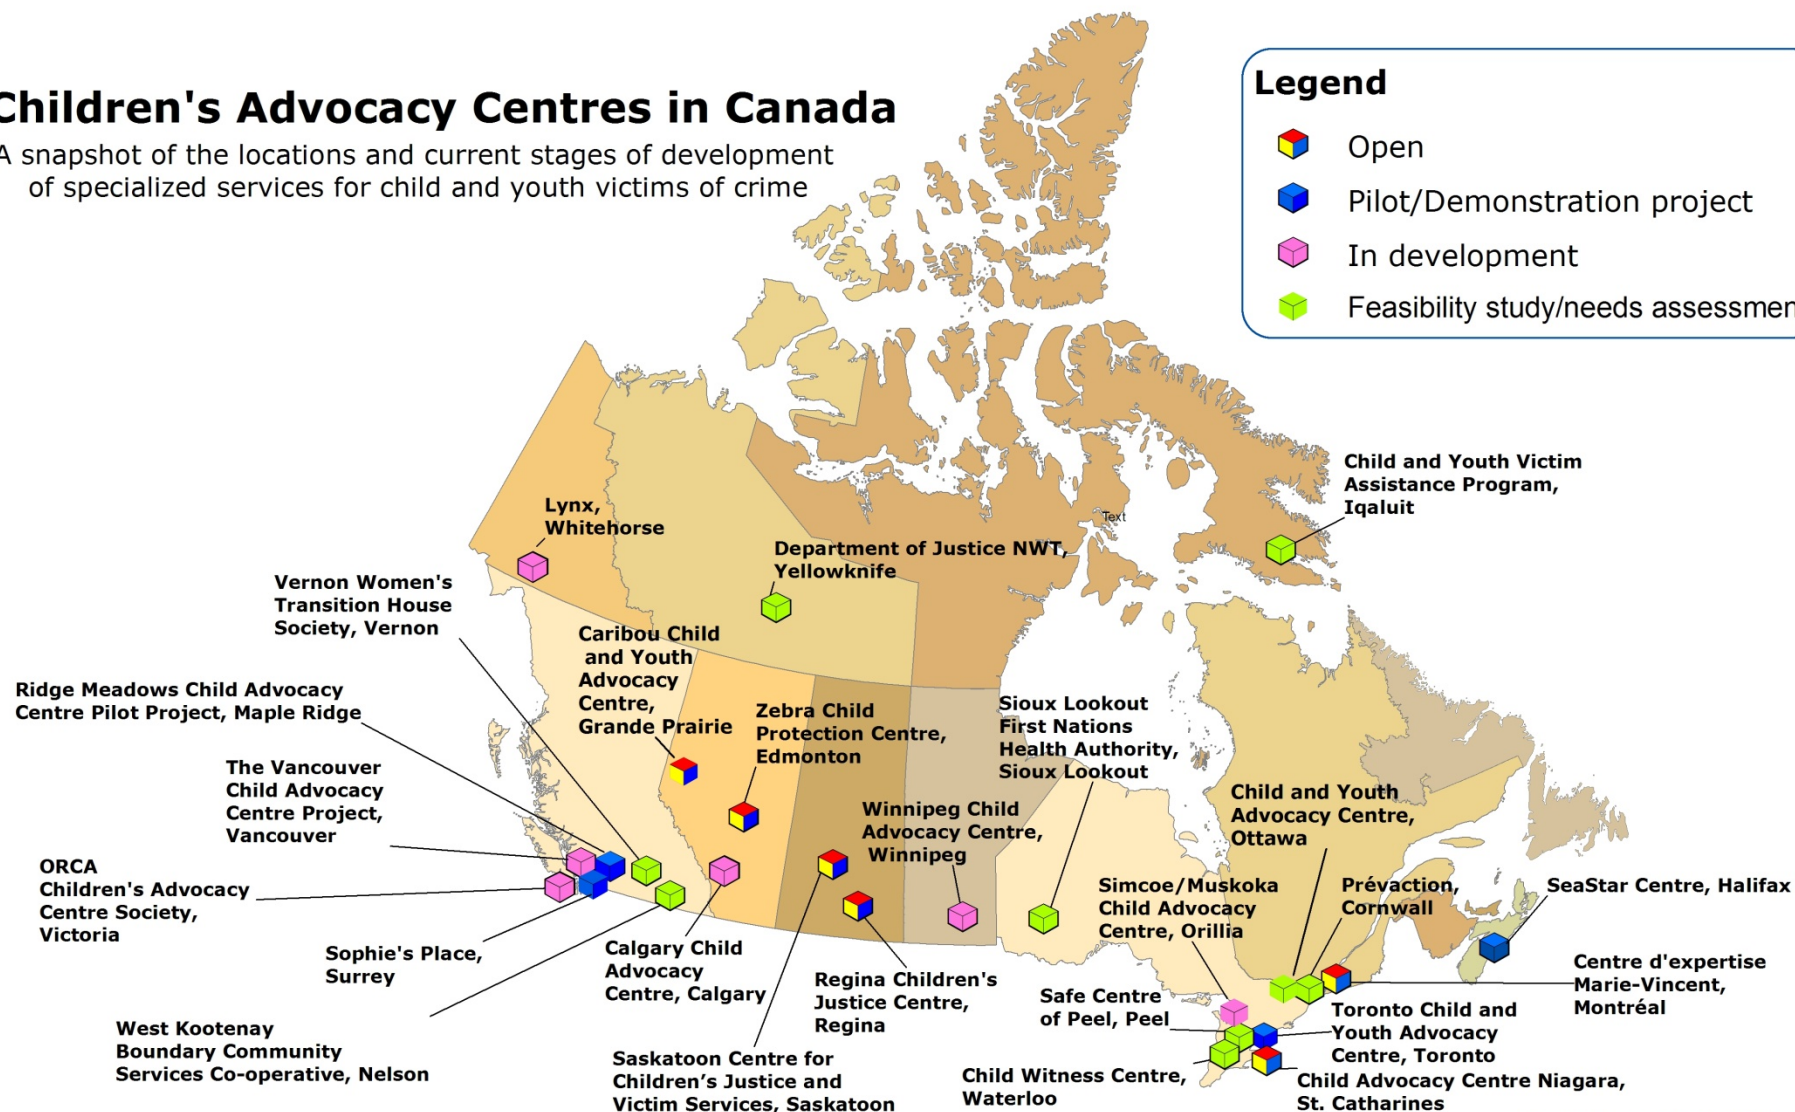 Children's Advocacy Centres in Canada
A snapshot of the locations and current stages of development
of specialized services for child and youth victims of crime
Legend
Open
Pilot/Demonstration project
In development
Feasibility study/needs assessmen
Child and Youth Victim
Assistance Program,
Iqaluit
Text
Lynx,
Whitehorse
Department of Justice NWT,
Yellowknife
Vernon Women's
Transition House
Society, Vernon
Caribou Child
and Youth
Advocacy
Centre,
Grande Prairie
Ridge Meadows Child Advocacy
Centre Pilot Project, Maple Ridge
Zebra Child
Protection Centre,
Edmonton
Sioux Lookout
First Nations
Health Authority,
Sioux Lookout
The Vancouver
Child Advocacy
Centre Project,
Vancouver
Winnipeg Child
Advocacy Centre,
Winnipeg
Child and Youth
Advocacy Centre,
Ottawa
ORCA
Children's Advocacy
Centre Society,
Victoria
Simcoe/Muskoka
Child Advocacy
Centre, Orillia
Prévaction,
Cornwall
SeaStar Centre, Halifax
Sophie's Place,
Surrey
Calgary Child
Advocacy
Centre, Calgary
Regina Children's
Justice Centre,
Regina
Safe Centre
of Peel, Peel
Centre d'expertise
Marie-Vincent,
Montréal
Toronto Child and
Youth Advocacy
Centre, Toronto
West Kootenay
Boundary Community
Services Co-operative, Nelson
Saskatoon Centre for
Children’s Justice and
Victim Services, Saskatoon
Child Witness Centre,
Waterloo
Child Advocacy Centre Niagara,
St. Catharines